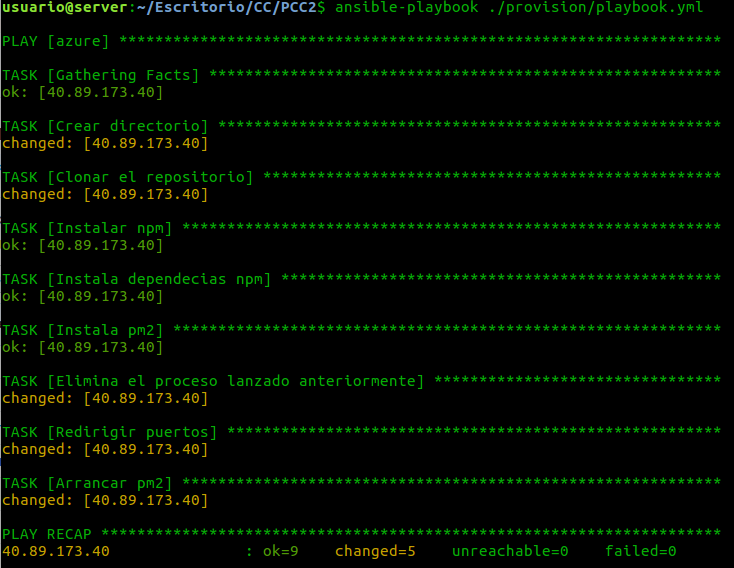 usuario@server:~/Escritorio/CC/PCC2$ ansible-playbook ./provision/playbook.yml
PLAY [azure] *******************************************************************
TASK [Gathering Facts] *********************************************************
ok: [40.89.173.40]
TASK [Crear directorio] ********************************************************
changed: [40.89.173.40]
TASK [Clonar el repositorio] ***************************************************
changed: [40.89.173.40]
TASK [Instalar npm] ************************************************************
ok: [40.89.173.40]
TASK [Instala dependecias npm] *************************************************
ok: [40.89.173.40]
TASK [Instala pm2] *************************************************************
ok: [40.89.173.40]
TASK [Elimina el proceso lanzado anteriormente] ********************************
changed: [40.89.173.40]
TASK [Redirigir puertos] *******************************************************
changed: [40.89.173.40]
TASK [Arrancar pm2] ************************************************************
changed: [40.89.173.40]
PLAY RECAP *********************************************************************
40.89.173.40               : ok=9    changed=5    unreachable=0    failed=0